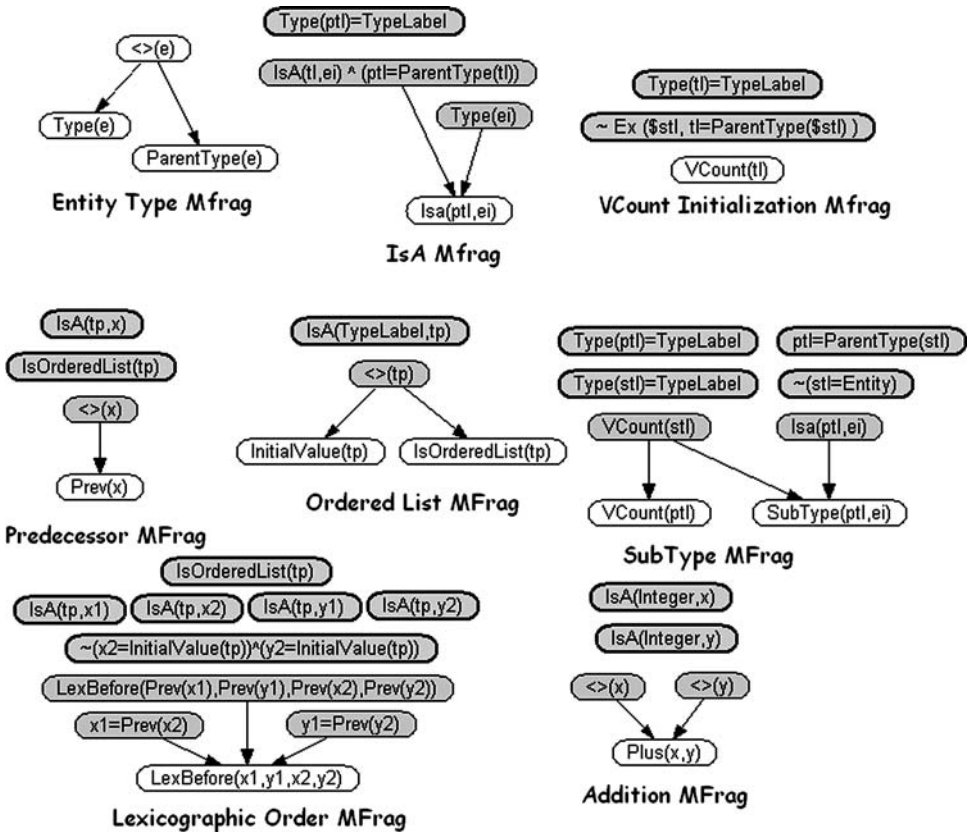 Type(ptl)=TypeLabel
<>(e)
IsA(tl,ei) ^ (ptl=ParentType(tl))
Type(ei)
Type(e)
ParentType(e)
Entity Type Mfrag
Isa(ptl,ei)
IsA Mfrag
Type(tl)=TypeLabel
~ Ex ($stl, tl=ParentType($stl) )
VCount(tl)
VCount Initialization Mfrag
IsA(tp,x)
IsOrderedList(tp)
<>(x)
Prev(x)
Predecessor MFrag
IsA(TypeLabel,tp)
<>(tp)
InitialValue(tp)
IsOrderedList(tp)
Ordered List MFrag
Type(ptl)=TypeLabel
ptl=ParentType(stl)
Type(stl)=TypeLabel
~(stl=Entity)
VCount(stl)
Isa(ptl,ei)
VCount(ptl)
SubType(ptl,ei)
SubType MFrag
IsOrderedList(tp)
IsA(tp,x1)
IsA(tp,x2)
IsA(tp,y1)
IsA(tp,y2)
~(x2=InitialValue(tp))^(y2=InitialValue(tp))
LexBefore(Prev(x1),Prev(y1),Prev(x2),Prev(y2))
x1=Prev(x2)
y1=Prev(y2)
LexBefore(x1,y1,x2,y2)
Lexicographic Order MFrag
IsA(Integer,x)
IsA(Integer,y)
<>(x)
<>(y)
Plus(x,y)
Addition MFrag